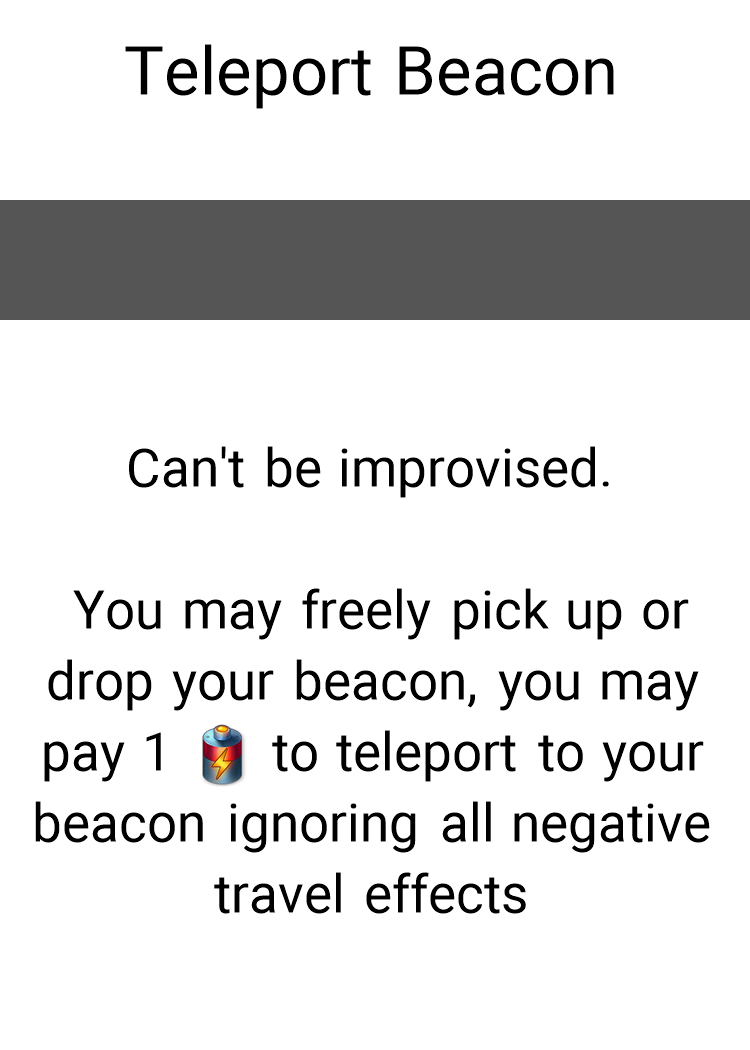 Teleport Beacon
Can't be improvised.
You may freely pick up or
drop your beacon, you may
pay 1 to teleport to your
beacon ignoring all negative
travel effects